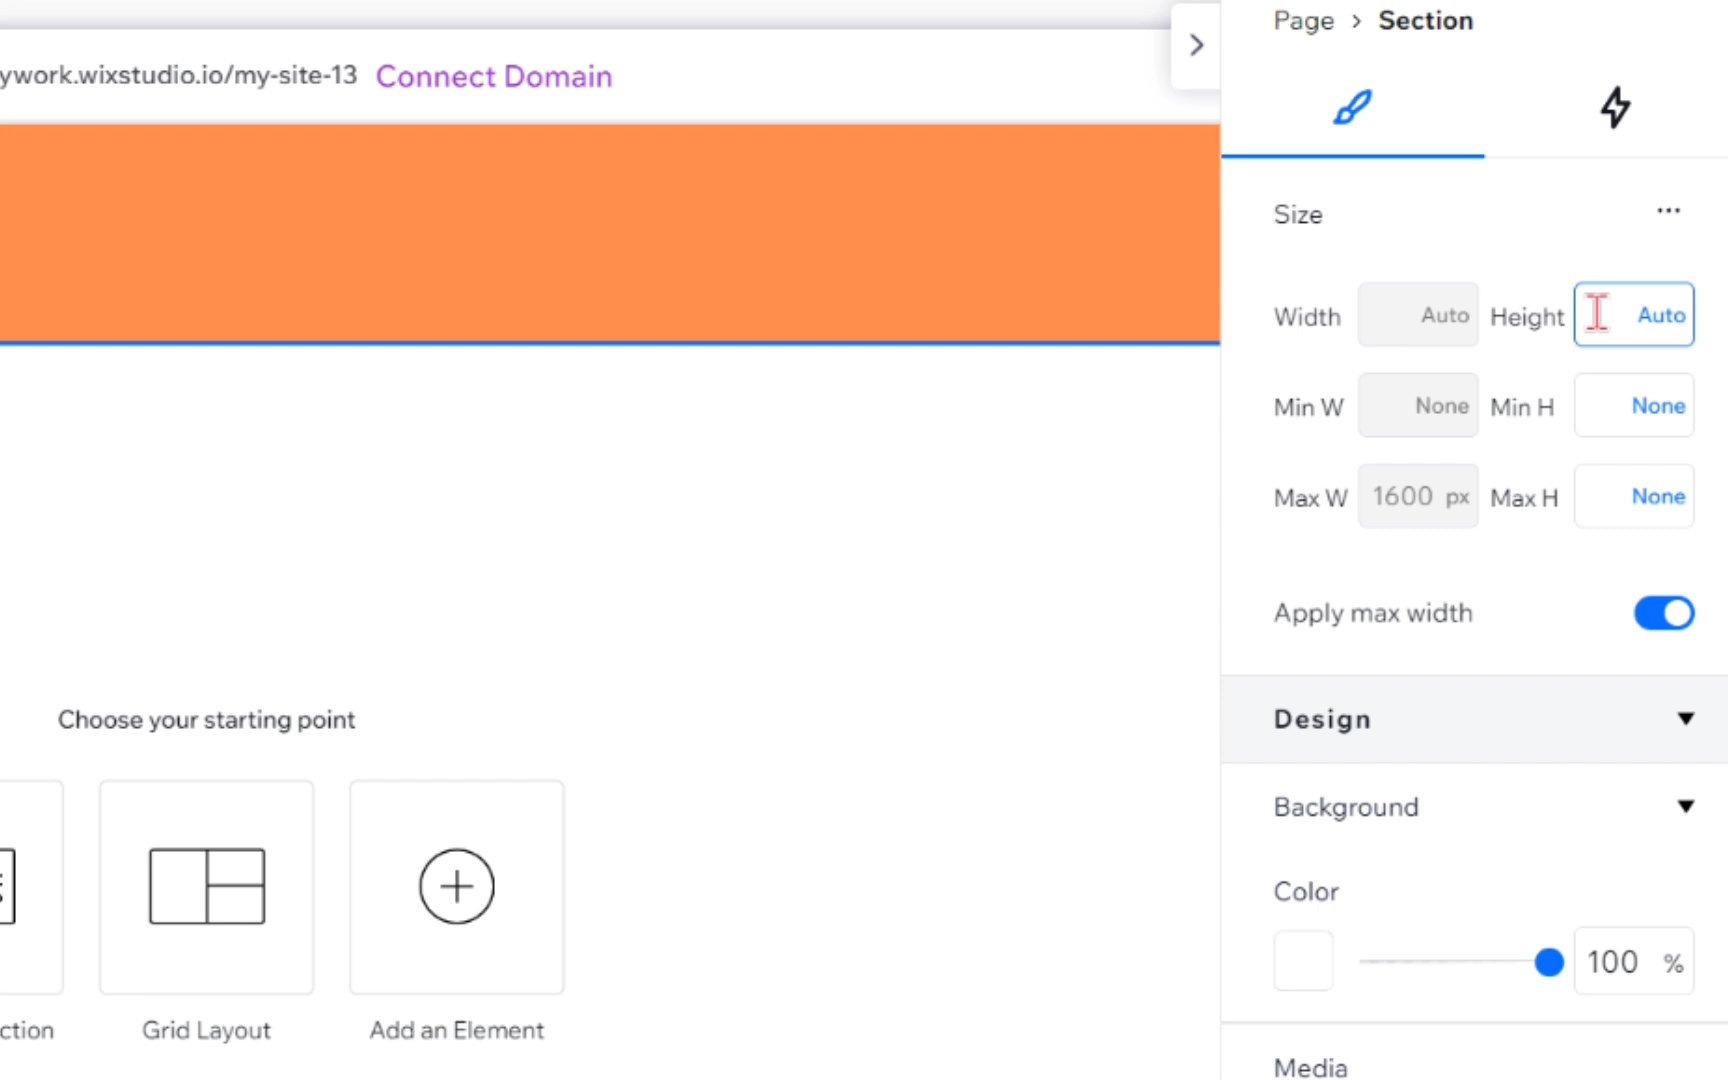 Page > Section
ywork.wixstudio.io/my-site-13 Connect Domain
Size ...
Width Auto Height Auto
Min W None Min H None
Max W 1600 px Max H None
Apply max width
Design
Choose your starting point
Background
Color
100 %
ction Grid Layout Add an Element
Media